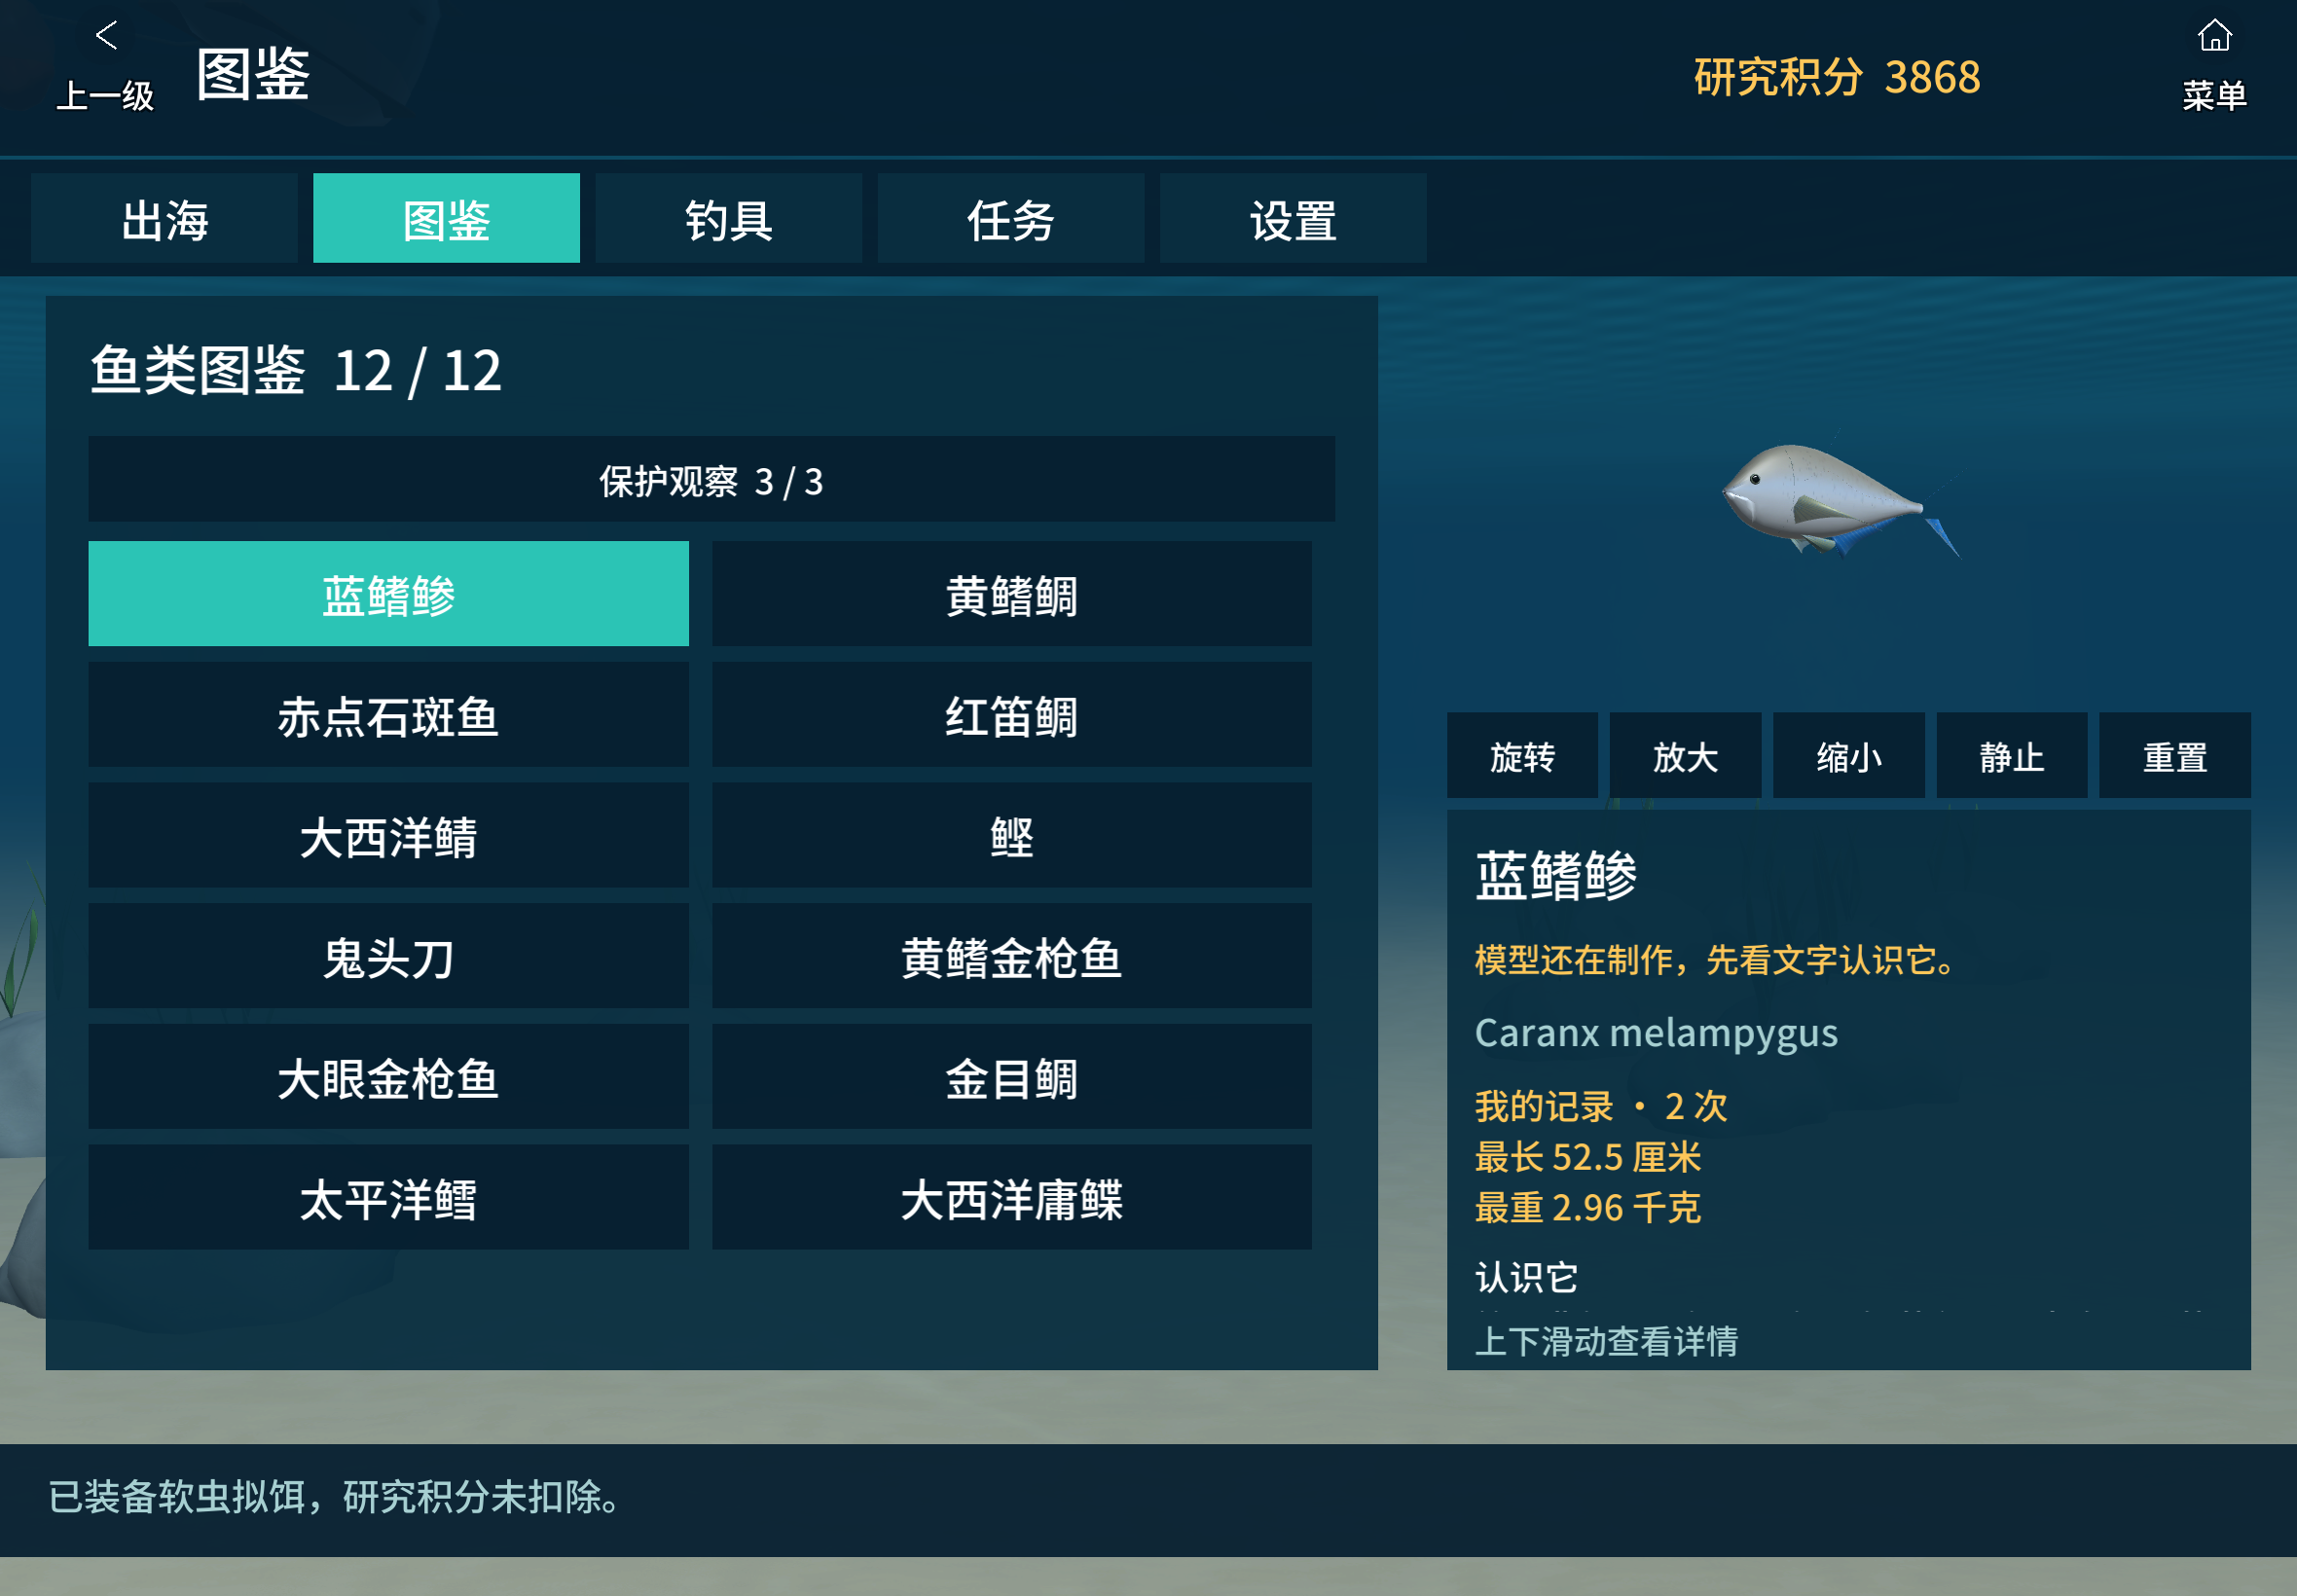 上一级
图鉴
研究积分 3868
菜单
出海
图鉴
钓具
任务
设置
鱼类图鉴 12 / 12
保护观察 3 / 3
蓝鳍鲹
黄鳍鲷
赤点石斑鱼
红笛鲷
大西洋鲭
鲣
鬼头刀
黄鳍金枪鱼
大眼金枪鱼
金目鲷
太平洋鳕
大西洋庸鲽
旋转
放大
缩小
静止
重置
蓝鳍鲹
模型还在制作，先看文字认识它。
Caranx melampygus
我的记录 · 2 次
最长 52.5 厘米
最重 2.96 千克
认识它
上下滑动查看详情
已装备软虫拟饵，研究积分未扣除。